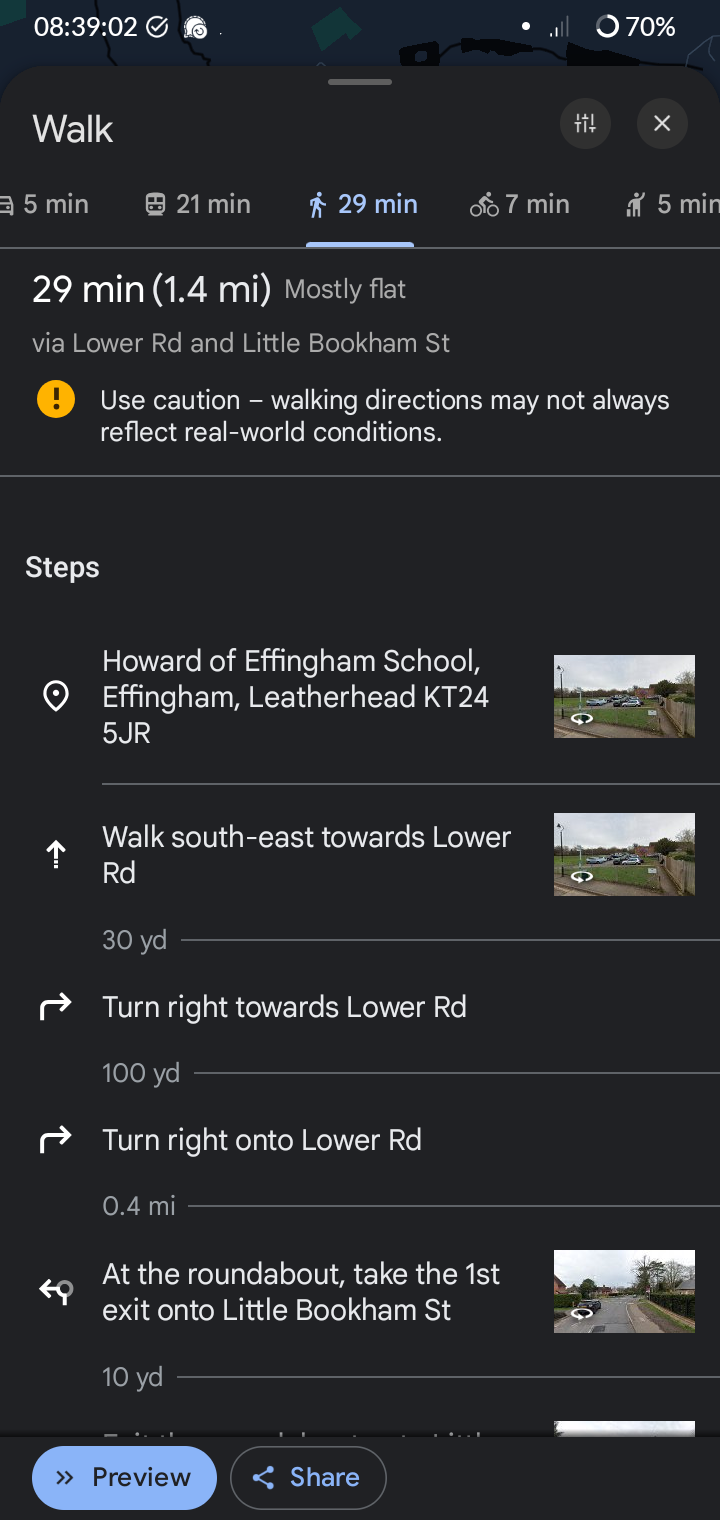 08:39:02
70%
Walk
5 min
21 min
29 min
7 min
5 min
29 min (1.4 mi) Mostly flat
via Lower Rd and Little Bookham St
Use caution – walking directions may not always
reflect real-world conditions.
Steps
Howard of Effingham School,
Effingham, Leatherhead KT24
5JR
Walk south-east towards Lower
Rd
30 yd
Turn right towards Lower Rd
100 yd
Turn right onto Lower Rd
0.4 mi
At the roundabout, take the 1st
exit onto Little Bookham St
10 yd
Preview
Share